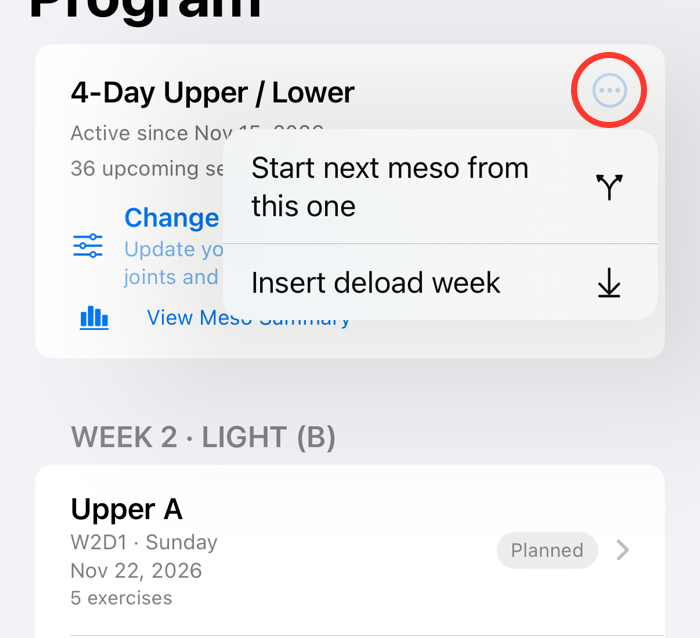 Program
4-Day Upper / Lower
Active since Nov 15, 2026
36 upcoming
Start next meso from
this one
Change
Update
joints and
Insert deload week
View Meso Summary
WEEK 2 · LIGHT (B)
Upper A
W2D1 · Sunday
Nov 22, 2026
5 exercises
Planned